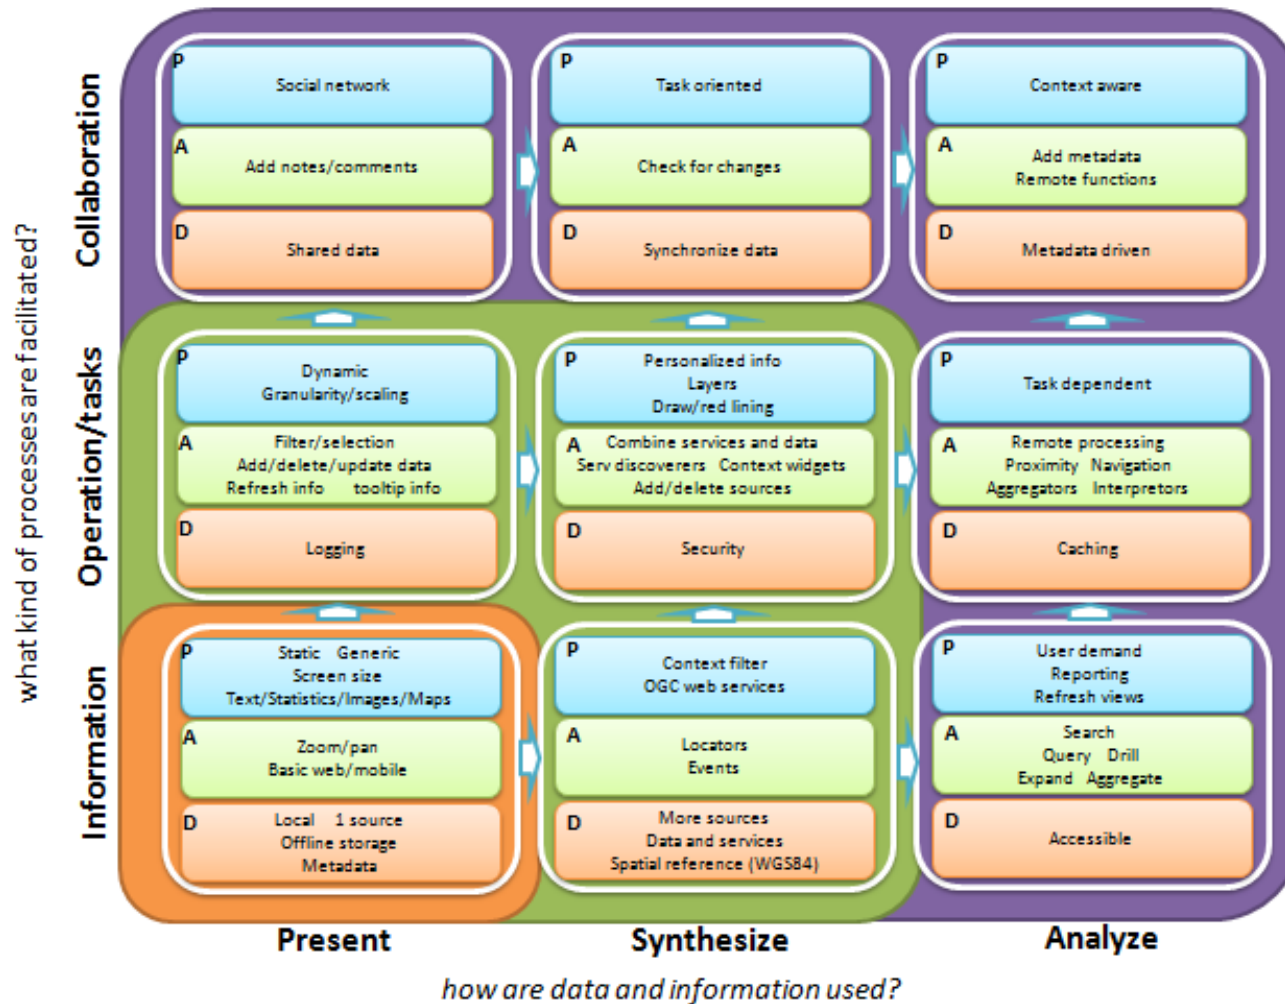 what kind of processes are facilitated?
Collaboration
P
Social network
A
Add notes/comments
D
Shared data
P
Task oriented
A
Check for changes
D
Synchronize data
P
Context aware
A
Add metadata
Remote functions
D
Metadata driven
Operation/tasks
P
Dynamic
Granularity/scaling
A
Filter/selection
Add/delete/update data
Refresh info tooltip info
D
Logging
P
Personalized info
Layers
Draw/red lining
A
Combine services and data
Serv discoverers Context widgets
Add/delete sources
D
Security
P
Task dependent
A
Remote processing
Proximity Navigation
Aggregators Interpretors
D
Caching
Information
P
Static Generic
Screen size
Text/Statistics/Images/Maps
A
Zoom/pan
Basic web/mobile
D
Local 1 source
Offline storage
Metadata
P
Context filter
OGC web services
A
Locators
Events
D
More sources
Data and services
Spatial reference (WGS84)
P
User demand
Reporting
Refresh views
A
Search
Query Drill
Expand Aggregate
D
Accessible
Present
Synthesize
Analyze
how are data and information used?